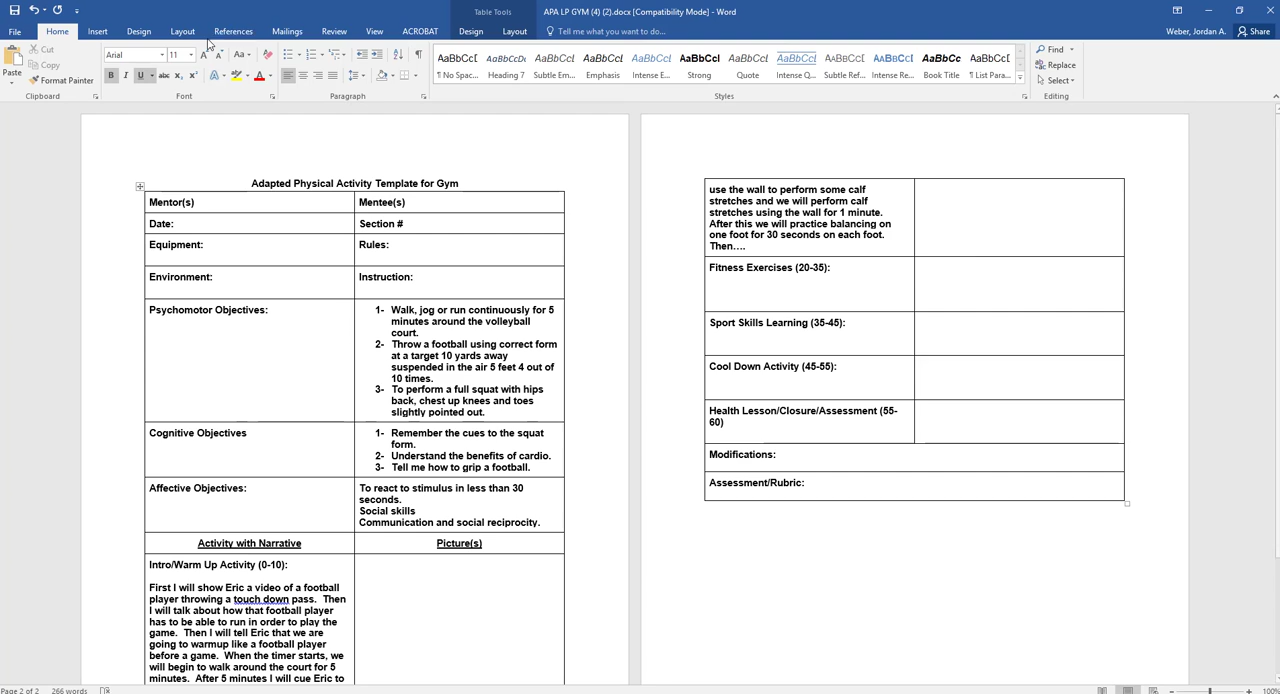 Table Tools
APA LP GYM (4) (2).docx [Compatibility Mode] - Word
File Home Insert Design Layout References Mailings Review View ACROBAT Design Layout Tell me what you want to do... Weber, Jordan A. Share
Paste Cut Copy Format Painter
Arial 11
AaBbCcI AaBbCcDt AaBbCcI AaBbCcI AaBbCcI AaBbCcI AaBbCcI AaBbCcI AaBbCcI AaBbCcI AaBbCc AaBbCcI
¶ No Spac... Heading 7 Subtle Em... Emphasis Intense E... Strong Quote Intense Q... Subtle Ref... Intense Re... Book Title ¶ List Para...
Find
Replace
Select
Clipboard Font Paragraph Styles Editing
Adapted Physical Activity Template for Gym
Mentor(s) Mentee(s)
Date: Section #
Equipment: Rules:
Environment: Instruction:
Psychomotor Objectives:
1- Walk, jog or run continuously for 5
minutes around the volleyball
court.
2- Throw a football using correct form
at a target 10 yards away
suspended in the air 5 feet 4 out of
10 times.
3- To perform a full squat with hips
back, chest up knees and toes
slightly pointed out.
Cognitive Objectives
1- Remember the cues to the squat
form.
2- Understand the benefits of cardio.
3- Tell me how to grip a football.
Affective Objectives:
To react to stimulus in less than 30
seconds.
Social skills
Communication and social reciprocity.
Activity with Narrative Picture(s)
Intro/Warm Up Activity (0-10):
First I will show Eric a video of a football
player throwing a touch down pass. Then
I will talk about how that football player
has to be able to run in order to play the
game. Then I will tell Eric that we are
going to warmup like a football player
before a game. When the timer starts, we
will begin to walk around the court for 5
minutes. After 5 minutes I will cue Eric to
use the wall to perform some calf
stretches and we will perform calf
stretches using the wall for 1 minute.
After this we will practice balancing on
one foot for 30 seconds on each foot.
Then….
Fitness Exercises (20-35):
Sport Skills Learning (35-45):
Cool Down Activity (45-55):
Health Lesson/Closure/Assessment (55-
60)
Modifications:
Assessment/Rubric:
Page 2 of 2 266 words 100%